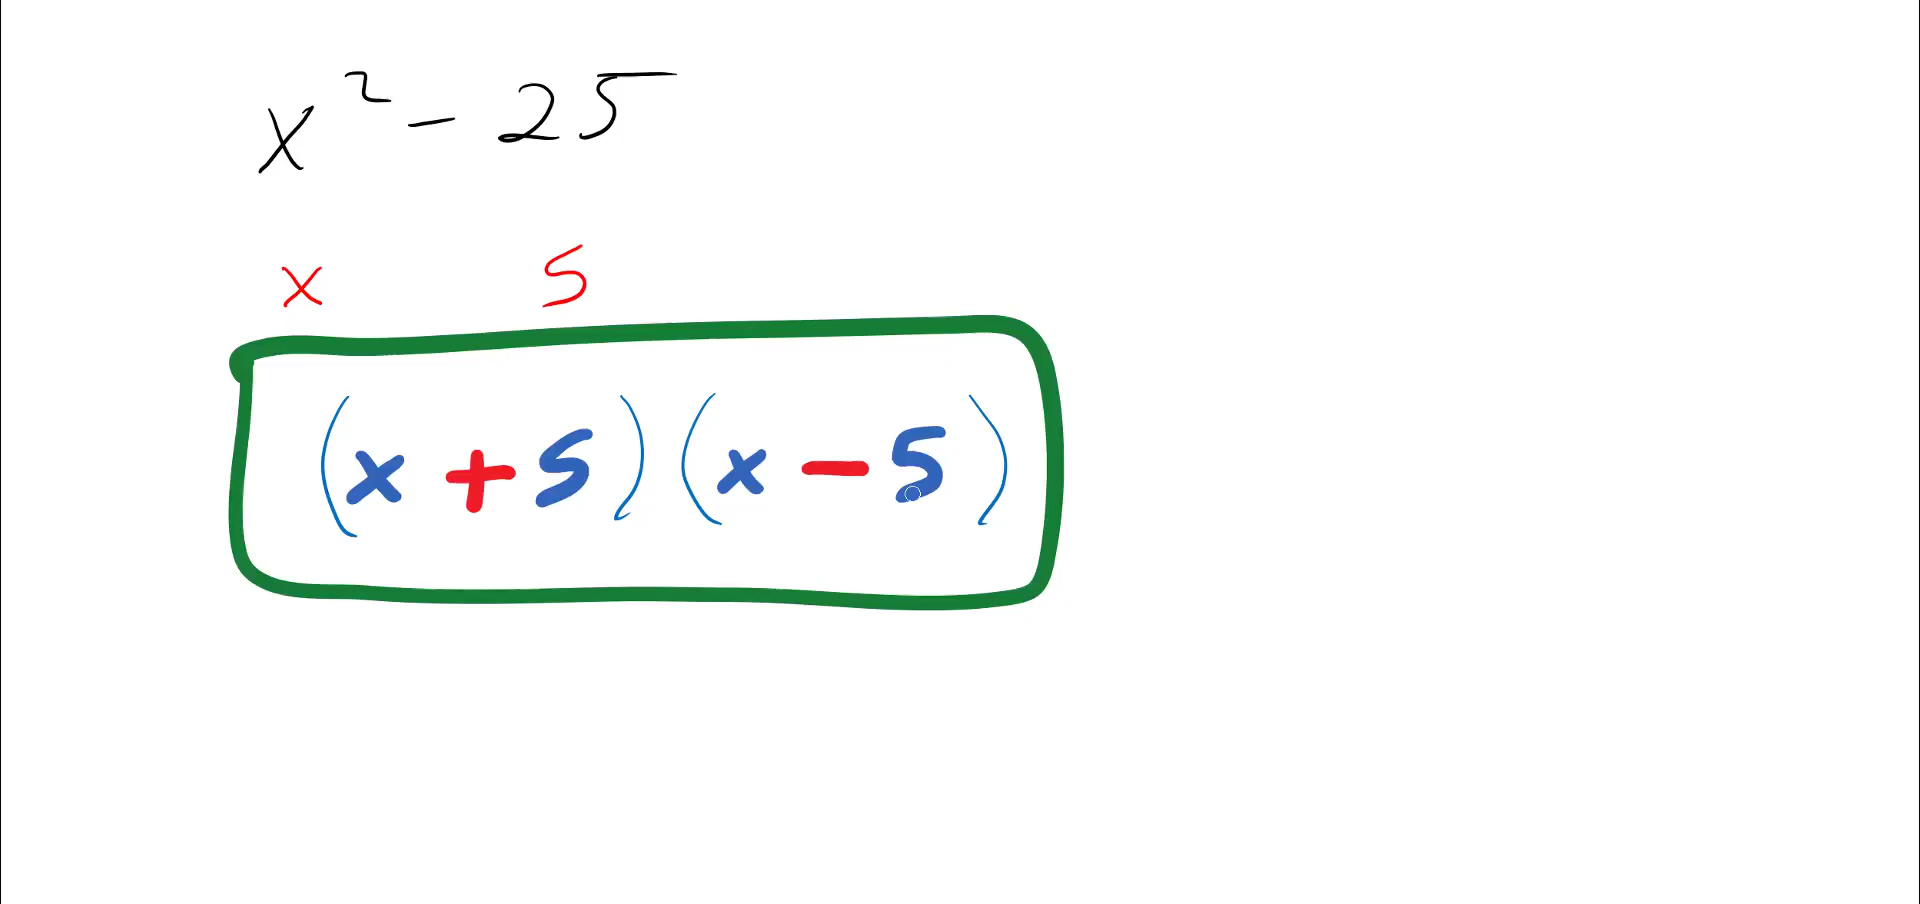 x² - 25
x 5
(x + 5)(x - 5)